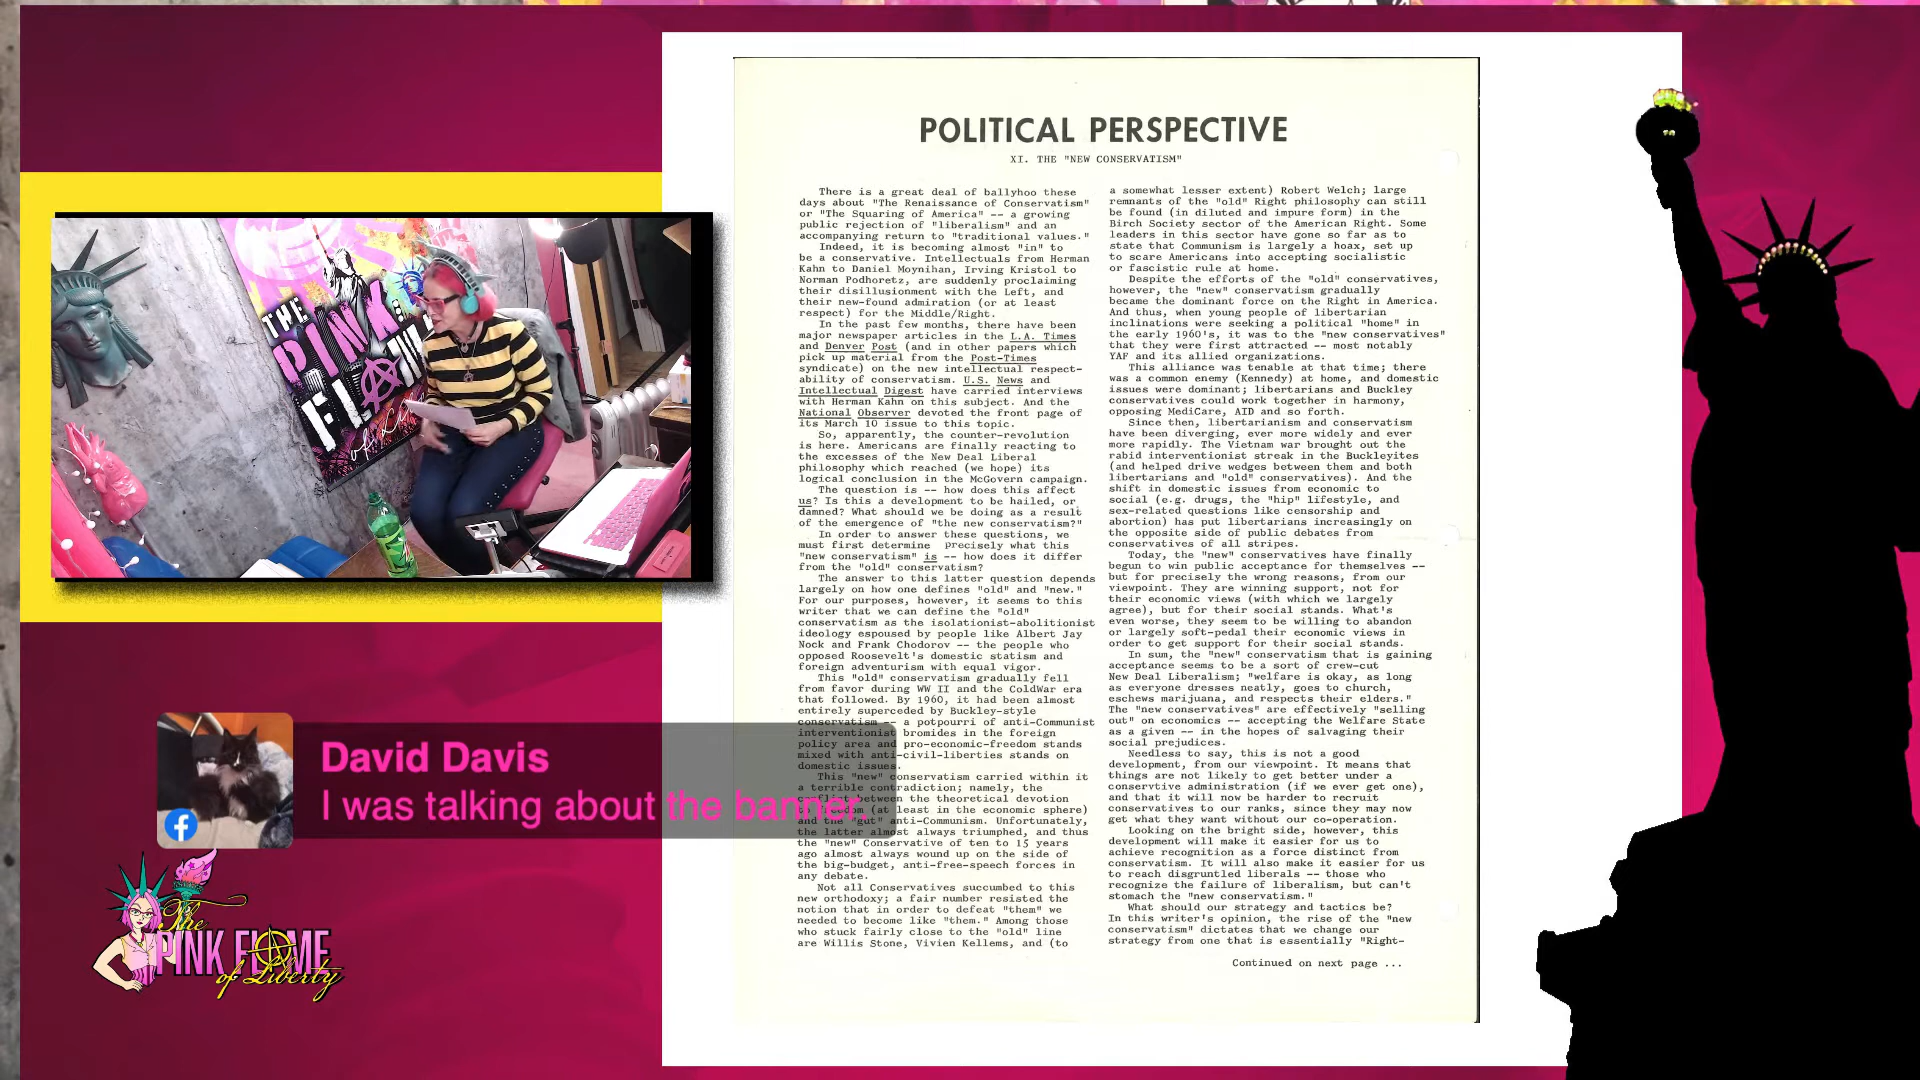 POLITICAL PERSPECTIVE
XI. THE "NEW CONSERVATISM"
There is a great deal of ballyhoo these
days about "The Renaissance of Conservatism"
or "The Squaring of America" -- a growing
public rejection of "liberalism" and an
accompanying return to "traditional values."
Indeed, it is becoming almost "in" to
be a conservative. Intellectuals from Herman
Kahn to Daniel Moynihan, Irving Kristol to
Norman Podhoretz, are suddenly proclaiming
their disillusionment with the Left, and
their new-found admiration (or at least
respect) for the Middle/Right.
In the past few months, there have been
major newspaper articles in the L.A. Times
and Denver Post (and in other papers which
pick up material from the Post-Times
syndicate) on the new intellectual respect-
ability of conservatism. U.S. News and
Intellectual Digest have carried interviews
with Herman Kahn on this subject. And the
National Observer devoted the front page of
its March 10 issue to this topic.
So, apparently, the counter-revolution
is here. Americans are finally reacting to
the excesses of the New Deal Liberal
philosophy which reached (we hope) its
logical conclusion in the McGovern campaign.
The question is -- how does this affect
us? Is this a development to be hailed, or
damned? What should we be doing as a result
of the emergence of "the new conservatism?"
In order to answer these questions, we
must first determine precisely what this
"new conservatism" is -- how does it differ
from the "old" conservatism?
The answer to this latter question depends
largely on how one defines "old" and "new."
For our purposes, however, it seems to this
writer that we can define the "old"
conservatism as the isolationist-abolitionist
ideology espoused by people like Albert Jay
Nock and Frank Chodorov -- the people who
opposed Roosevelt's domestic statism and
foreign adventurism with equal vigor.
This "old" conservatism gradually fell
from favor during WW II and the ColdWar era
that followed. By 1960, it had been almost
entirely superceded by Buckley-style
conservatism -- a potpourri of anti-Communist
interventionist bromides in the foreign
policy area and pro-economic-freedom stands
mixed with anti-civil-liberties stands on
domestic issues.
This "new" conservatism carried within it
a terrible contradiction; namely, the
conflict between the theoretical devotion
to freedom (at least in the economic sphere)
and the "gut" anti-Communism. Unfortunately,
the latter almost always triumphed, and thus
the "new" Conservative of ten to 15 years
ago almost always wound up on the side of
the big-budget, anti-free-speech forces in
any debate.
Not all Conservatives succumbed to this
new orthodoxy; a fair number resisted the
notion that in order to defeat "them" we
needed to become like "them." Among those
who stuck fairly close to the "old" line
are Willis Stone, Vivien Kellems, and (to
a somewhat lesser extent) Robert Welch; large
remnants of the "old" Right philosophy can still
be found (in diluted and impure form) in the
Birch Society sector of the American Right. Some
leaders in this sector have gone so far as to
state that Communism is largely a hoax, set up
to scare Americans into accepting socialistic
or fascistic rule at home.
Despite the efforts of the "old" conservatives,
however, the "new" conservatism gradually
became the dominant force on the Right in America.
And thus, when young people of libertarian
inclinations were seeking a political "home" in
the early 1960's, it was to the "new conservatives"
that they were first attracted -- most notably
YAF and its allied organizations.
This alliance was tenable at that time; there
was a common enemy (Kennedy) at home, and domestic
issues were dominant; libertarians and Buckley
conservatives could work together in harmony,
opposing MediCare, AID and so forth.
Since then, libertarianism and conservatism
have been diverging, ever more widely and ever
more rapidly. The Vietnam war brought out the
rabid interventionist streak in the Buckleyites
(and helped drive wedges between them and both
libertarians and "old" conservatives). And the
shift in domestic issues from economic to
social (e.g. drugs, the "hip" lifestyle, and
sex-related questions like censorship and
abortion) has put libertarians increasingly on
the opposite side of public debates from
conservatives of all stripes.
Today, the "new" conservatives have finally
begun to win public acceptance for themselves --
but for precisely the wrong reasons, from our
viewpoint. They are winning support, not for
their economic views (with which we largely
agree), but for their social stands. What's
even worse, they seem to be willing to abandon
or largely soft-pedal their economic views in
order to get support for their social stands.
In sum, the "new" conservatism that is gaining
acceptance seems to be a sort of crew-cut
New Deal Liberalism; "welfare is okay, as long
as everyone dresses neatly, goes to church,
eschews marijuana, and respects their elders."
The "new conservatives" are effectively "selling
out" on economics -- accepting the Welfare State
as a given -- in the hopes of salvaging their
social prejudices.
Needless to say, this is not a good
development, from our viewpoint. It means that
things are not likely to get better under a
conservtive administration (if we ever get one),
and that it will now be harder to recruit
conservatives to our ranks, since they may now
get what they want without our co-operation.
Looking on the bright side, however, this
development will make it easier for us to
achieve recognition as a force distinct from
conservatism. It will also make it easier for us
to reach disgruntled liberals -- those who
recognize the failure of liberalism, but can't
stomach the "new conservatism."
What should our strategy and tactics be?
In this writer's opinion, the rise of the "new
conservatism" dictates that we change our
strategy from one that is essentially "Right-
Continued on next page ...
THE
PINK
FLAME
of
David Davis
I was talking about the banner.
The
PINK FLAME
of Liberty